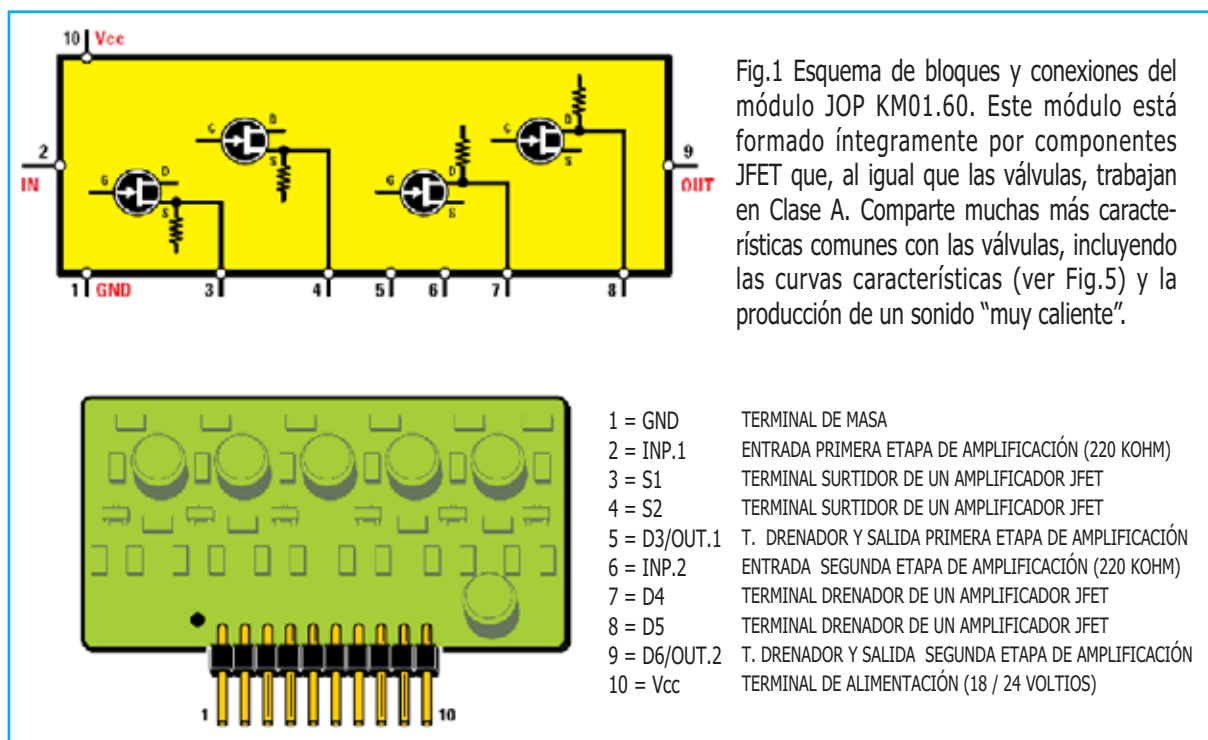 10 Vcc
Fig.1 Esquema de bloques y conexiones del
módulo JOP KM01.60. Este módulo está
formado íntegramente por componentes
JFET que, al igual que las válvulas, trabajan
en Clase A. Comparte muchas más caracte-
rísticas comunes con las válvulas, incluyendo
las curvas características (ver Fig.5) y la
producción de un sonido “muy caliente”.
G D S
G D S
G D S
G D S
2 IN
9 OUT
1 GND 3 4 5 6 7 8
1 = GND TERMINAL DE MASA
2 = INP.1 ENTRADA PRIMERA ETAPA DE AMPLIFICACIÓN (220 KOHM)
3 = S1 TERMINAL SURTIDOR DE UN AMPLIFICADOR JFET
4 = S2 TERMINAL SURTIDOR DE UN AMPLIFICADOR JFET
5 = D3/OUT.1 T. DRENADOR Y SALIDA PRIMERA ETAPA DE AMPLIFICACIÓN
6 = INP.2 ENTRADA SEGUNDA ETAPA DE AMPLIFICACIÓN (220 KOHM)
7 = D4 TERMINAL DRENADOR DE UN AMPLIFICADOR JFET
8 = D5 TERMINAL DRENADOR DE UN AMPLIFICADOR JFET
9 = D6/OUT.2 T. DRENADOR Y SALIDA SEGUNDA ETAPA DE AMPLIFICACIÓN
10 = Vcc TERMINAL DE ALIMENTACIÓN (18 / 24 VOLTIOS)
1 10